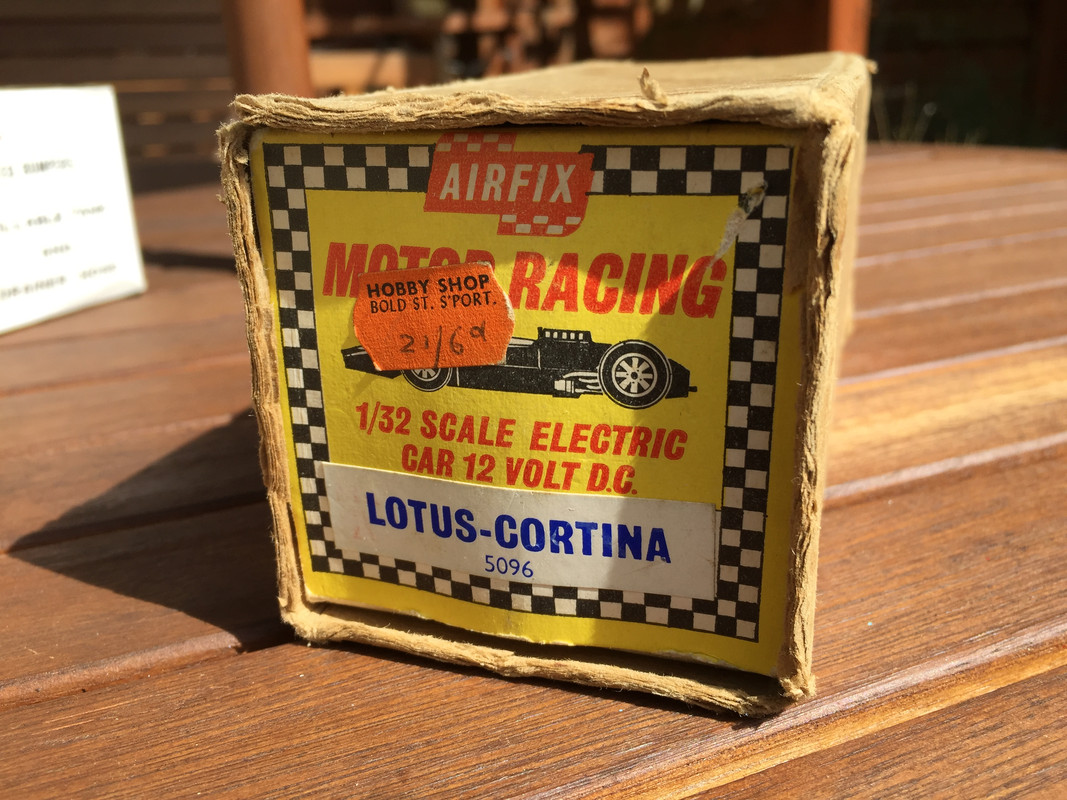 AIRFIX
MOTOR RACING
HOBBY SHOP
BOLD ST. S'PORT.
21/6d
1/32 SCALE ELECTRIC
CAR 12 VOLT D.C.
LOTUS-CORTINA
5096